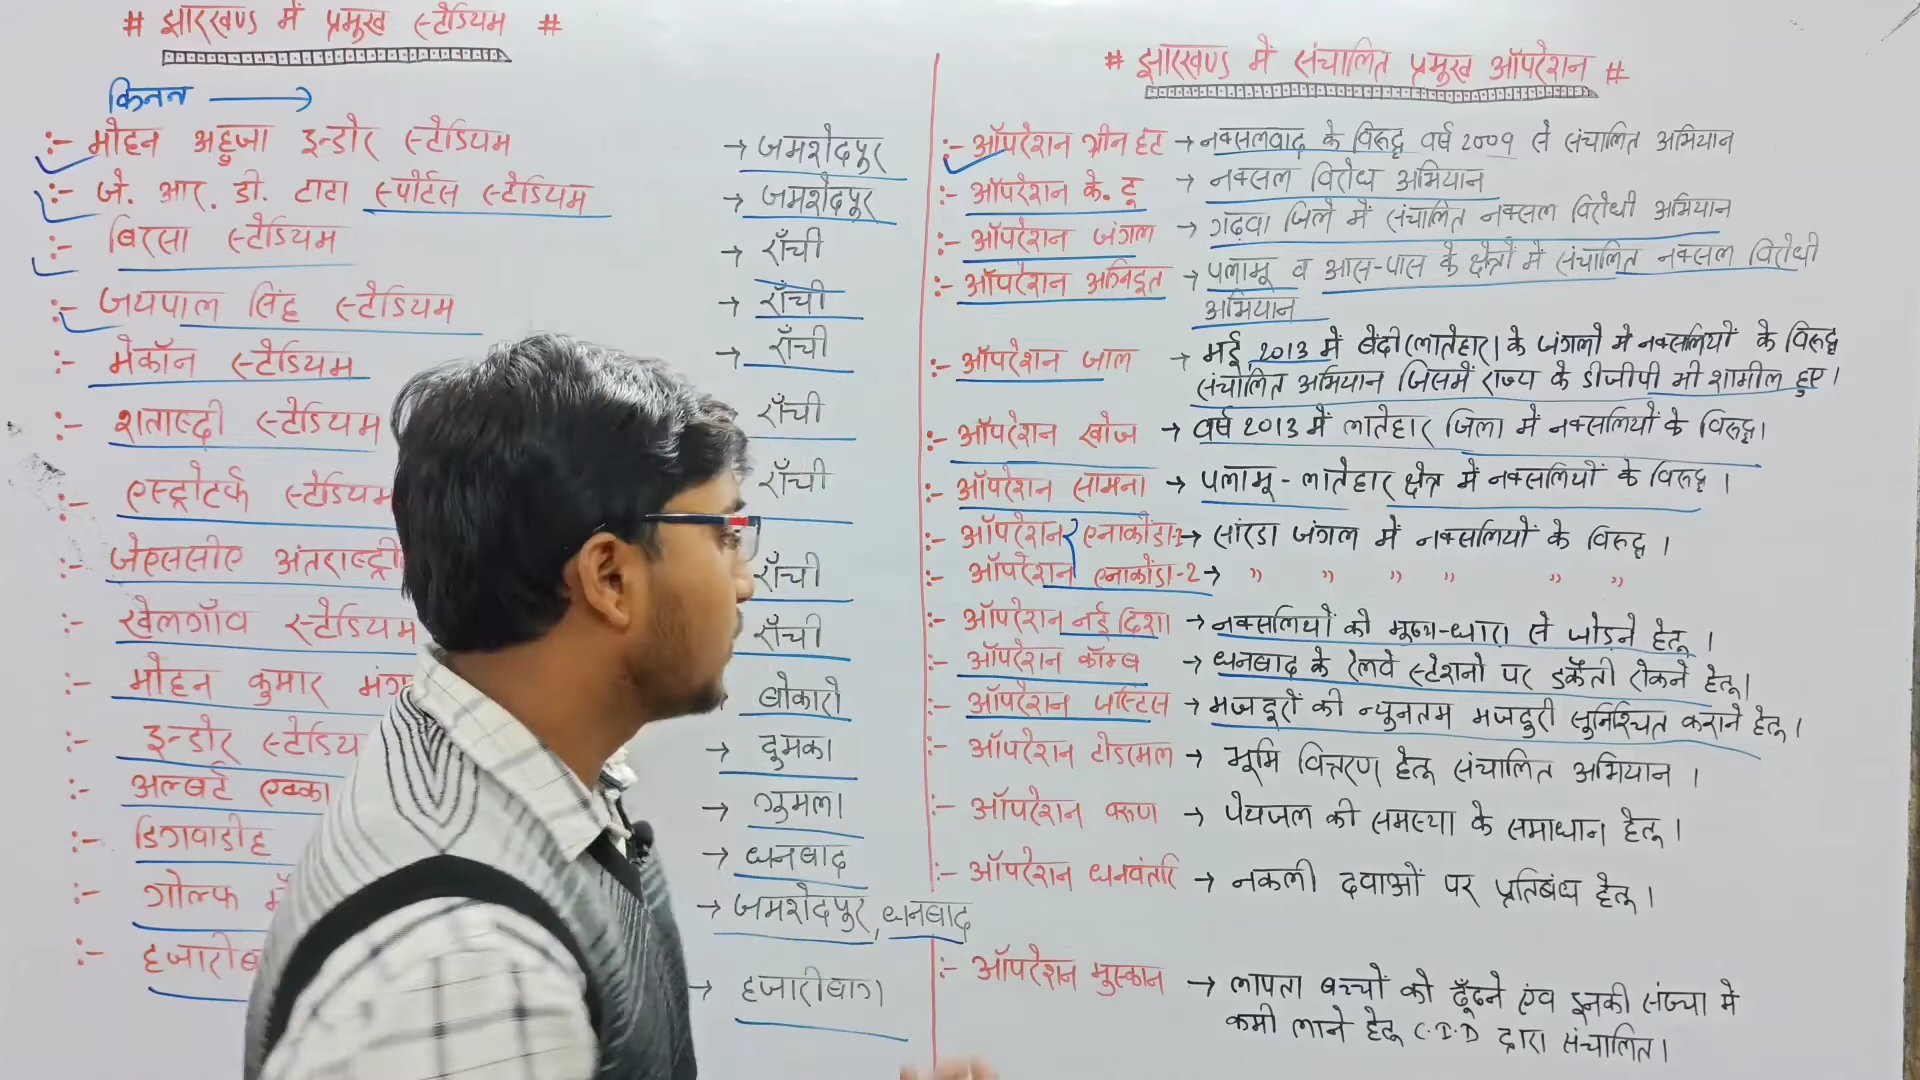 # झारखण्ड में प्रमुख स्टेडियम #
किनन →
:- मोहन अहुजा इन्डोर स्टेडियम → जमशेदपुर
:- जे. आर. डी. टाटा स्पोर्टस स्टेडियम → जमशेदपुर
:- बिरसा स्टेडियम → राँची
:- जयपाल सिंह स्टेडियम → राँची
मेकॉन स्टेडियम → राँची
:- शताब्दी स्टेडियम राँची
:- एस्ट्रोटर्क स्टेडियम राँची
:- जेएससीए अंतराष्ट्री राँची
:- खेलगाँव स्टेडियम राँची
:- मोहन कुमार बोकारो
:- इन्डोर स्टेडिय → दुमका
:- अल्बर्ट एक्का → गुमला
:- डिगवाडीह → धनबाद
:- गोल्फ → जमशेदपुर, धनबाद
:- हजारीब → हजारीबाग
# झारखण्ड में संचालित प्रमुख ऑपरेशन #
:- ऑपरेशन ग्रीन हंट → नक्सलवाद के विरूद्ध वर्ष 2009 से संचालित अभियान
:- ऑपरेशन के. टू → नक्सल विरोध अभियान
:- ऑपरेशन जंगल → गढ़वा जिले में संचालित नक्सल विरोधी अभियान
:- ऑपरेशन अग्निदूत → पलामू व आस-पास के क्षेत्रों में संचालित नक्सल विरोधी
अभियान
:- ऑपरेशन जाल → मई 2013 में बेंदी (लातेहार) के जंगलो मे नक्सलियों के विरूद्ध
संचालित अभियान जिसमें राज्य के डीजीपी भी शामील हुए।
:- ऑपरेशन खोज → वर्ष 2013 में लातेहार जिला में नक्सलियों के विरूद्ध।
:- ऑपरेशन सामना → पलामू - लातेहार क्षेत्र में नक्सलियों के विरूद्ध।
:- ऑपरेशन एनाकोंडा-1 → सांरडा जंगल में नक्सलियों के विरूद्ध।
:- ऑपरेशन एनाकोंडा-2 → " " " " " "
:- ऑपरेशन नई दिशा → नक्सलियों को मूख्य-धारा से जोड़ने हेतू।
:- ऑपरेशन कॉम्ब → धनबाद के रेलवे स्टेशनो पर डकैती रोकने हेतू।
:- ऑपरेशन जस्टिस → मजदूरों की न्युनतम मजदुरी सुनिश्चित कराने हेतू।
:- ऑपरेशन टोडरमल → भूमि वितरण हेतू संचालित अभियान।
:- ऑपरेशन वरूण → पेयजल की समस्या के समाधान हेतू।
:- ऑपरेशन धनवंतरि → नकली दवाओं पर प्रतिबंध हेतू।
:- ऑपरेशन मुस्कान → लापता बच्चों को ढूँढने एंव इनकी संख्या मे
कमी लाने हेतू C.I.D द्वारा संचालित।